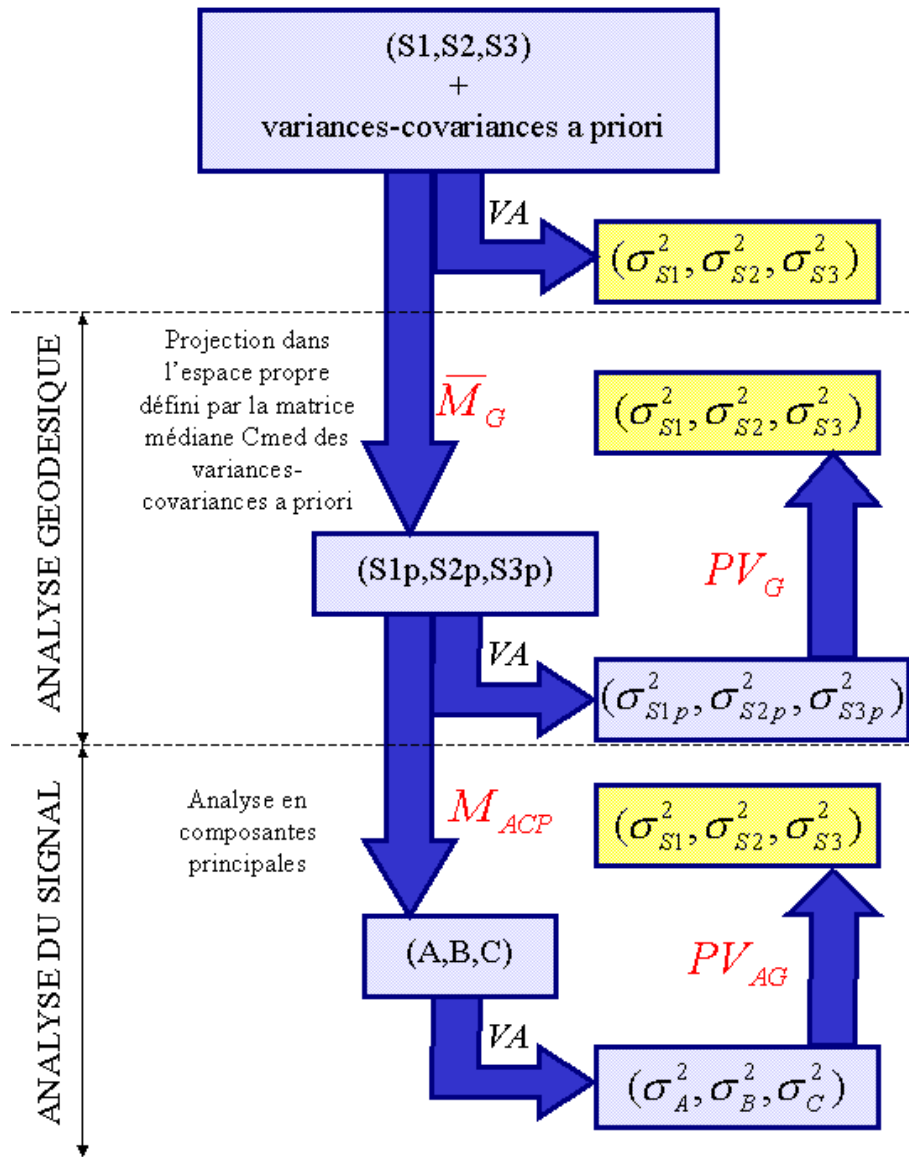 (S1,S2,S3)
+
variances-covariances a priori
VA
(σ²S1, σ²S2, σ²S3)
ANALYSE GEODESIQUE
Projection dans
l'espace propre
défini par la matrice
médiane Cmed des
variances-
covariances a priori
M̅G
(σ²S1, σ²S2, σ²S3)
(S1p,S2p,S3p)
PVG
VA
(σ²S1p, σ²S2p, σ²S3p)
ANALYSE DU SIGNAL
Analyse en
composantes
principales
MACP
(σ²S1, σ²S2, σ²S3)
(A,B,C)
PVAG
VA
(σ²A, σ²B, σ²C)